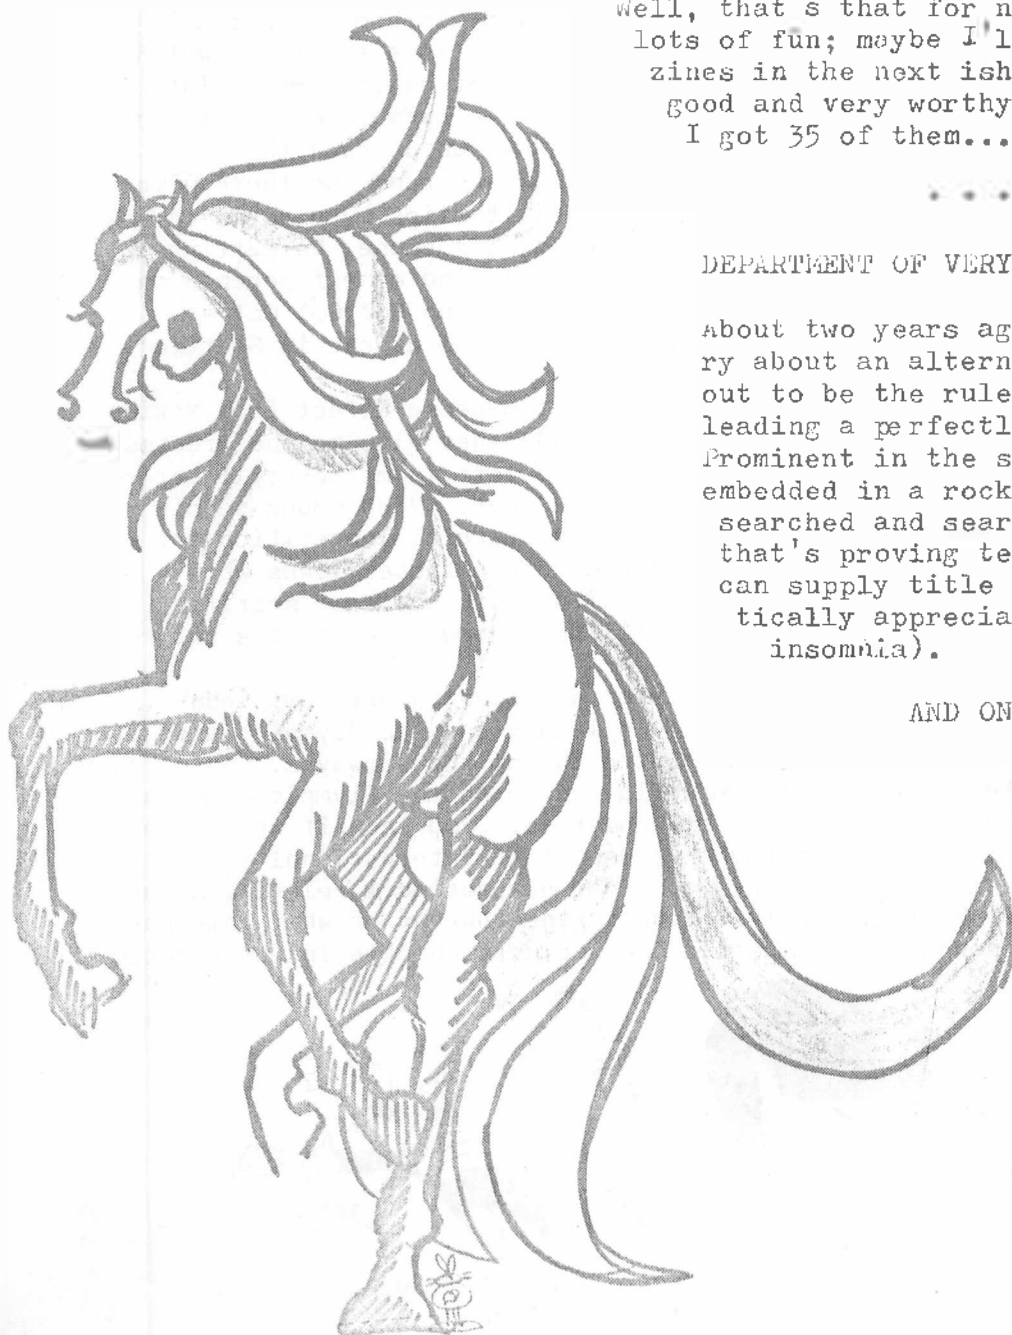 Well, that s that for n
lots of fun; maybe I'l
zines in the next ish
good and very worthy
I got 35 of them...
. . .
DEPARTMENT OF VERY
About two years ag
ry about an altern
out to be the rule
leading a perfectl
Prominent in the s
embedded in a rock
searched and sear
that's proving te
can supply title
tically apprecia
insomnia).
AND ON